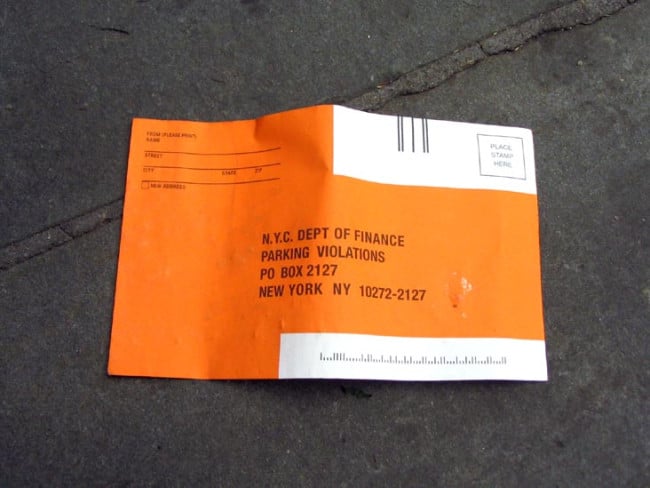 FROM (PLEASE PRINT)
NAME
STREET
CITY STATE ZIP
NEW ADDRESS
PLACE
STAMP
HERE
N.Y.C. DEPT OF FINANCE
PARKING VIOLATIONS
PO BOX 2127
NEW YORK NY 10272-2127